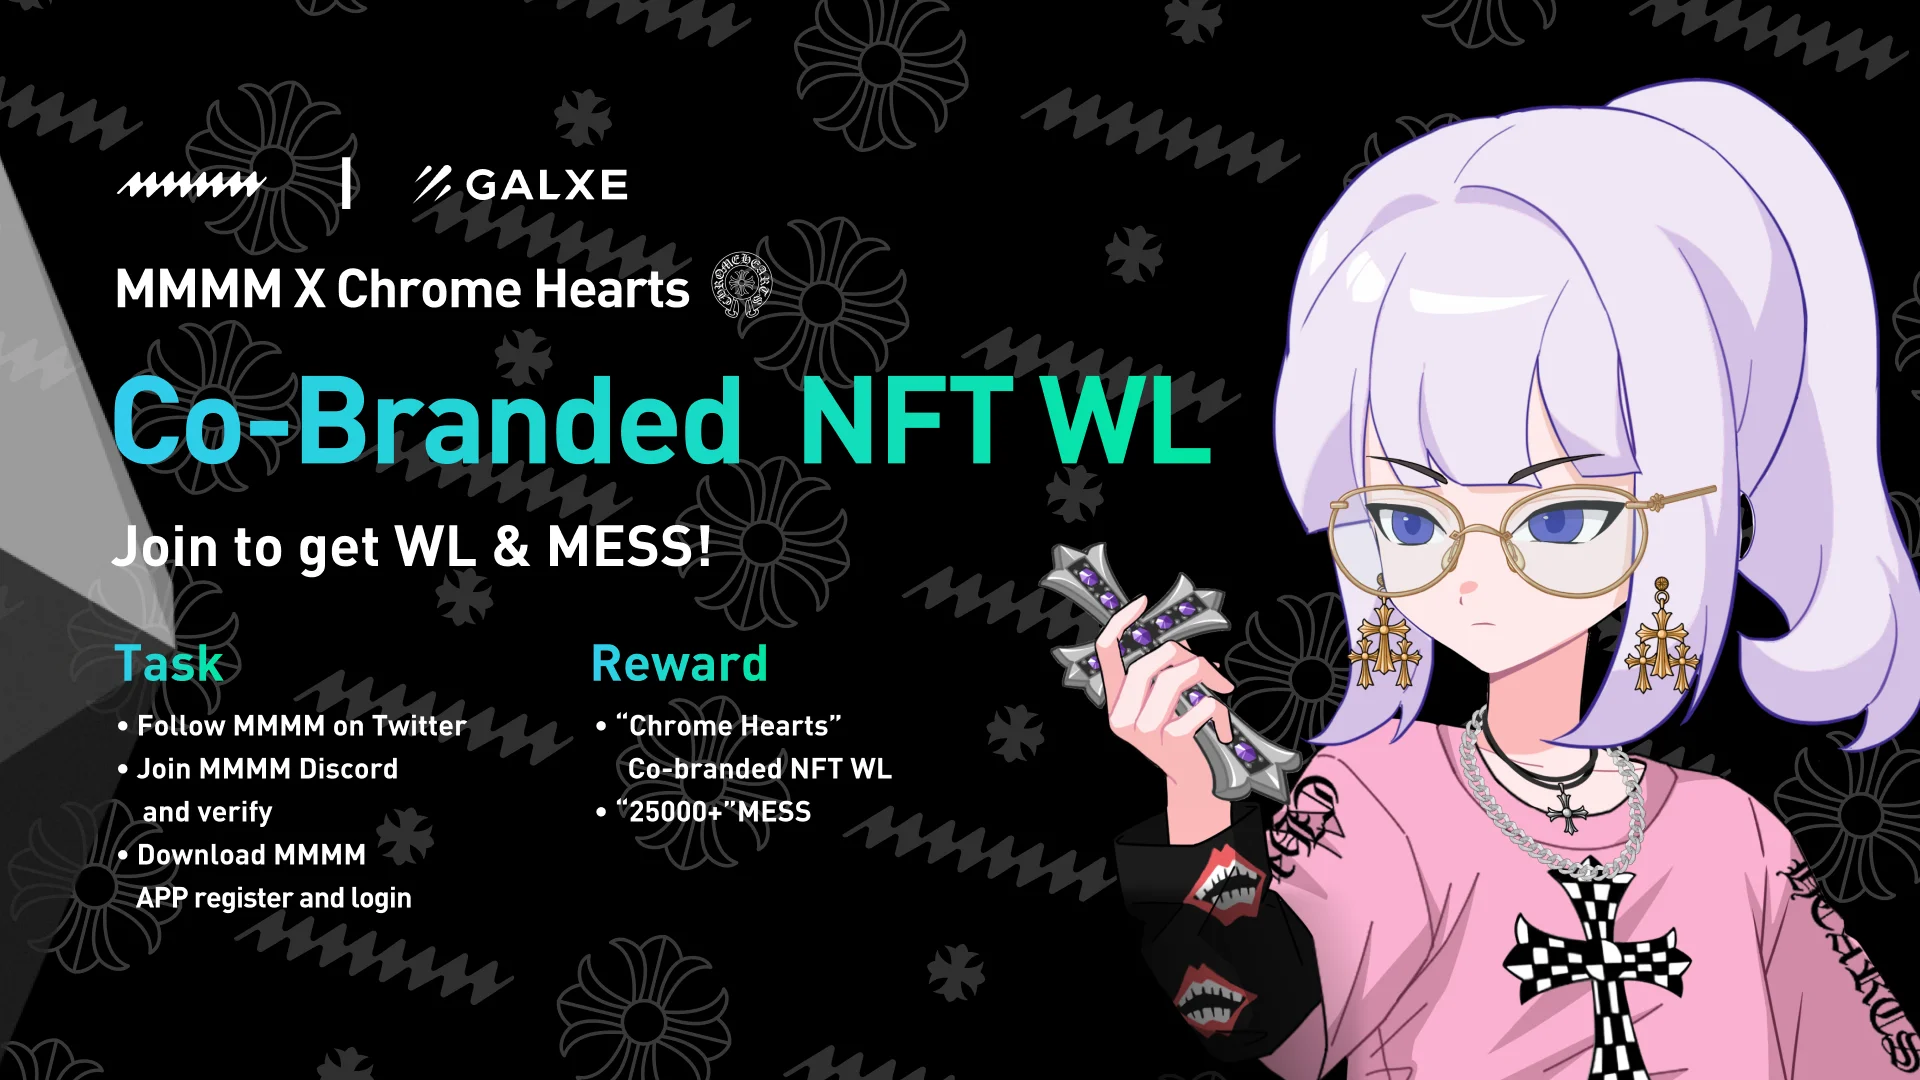 MMMM | GALXE
MMMM X Chrome Hearts
CHROME HEARTS
Co-Branded NFT WL
Join to get WL & MESS!
Task
• Follow MMMM on Twitter
• Join MMMM Discord
and verify
• Download MMMM
APP register and login
Reward
• “Chrome Hearts”
Co-branded NFT WL
• “25000+”MESS